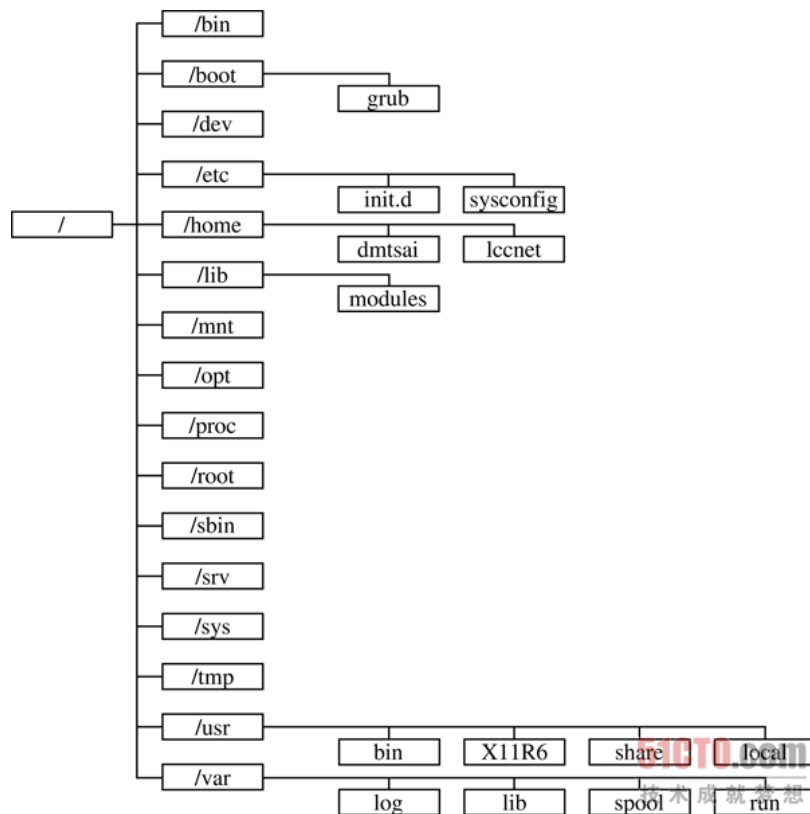 /bin
/boot
grub
/dev
/etc
init.d sysconfig
/ /home
dmtsai lccnet
/lib
modules
/mnt
/opt
/proc
/root
/sbin
/srv
/sys
/tmp
/usr
bin X11R6 share local
51CTO.com
/var
log lib spool run
技术成就梦想